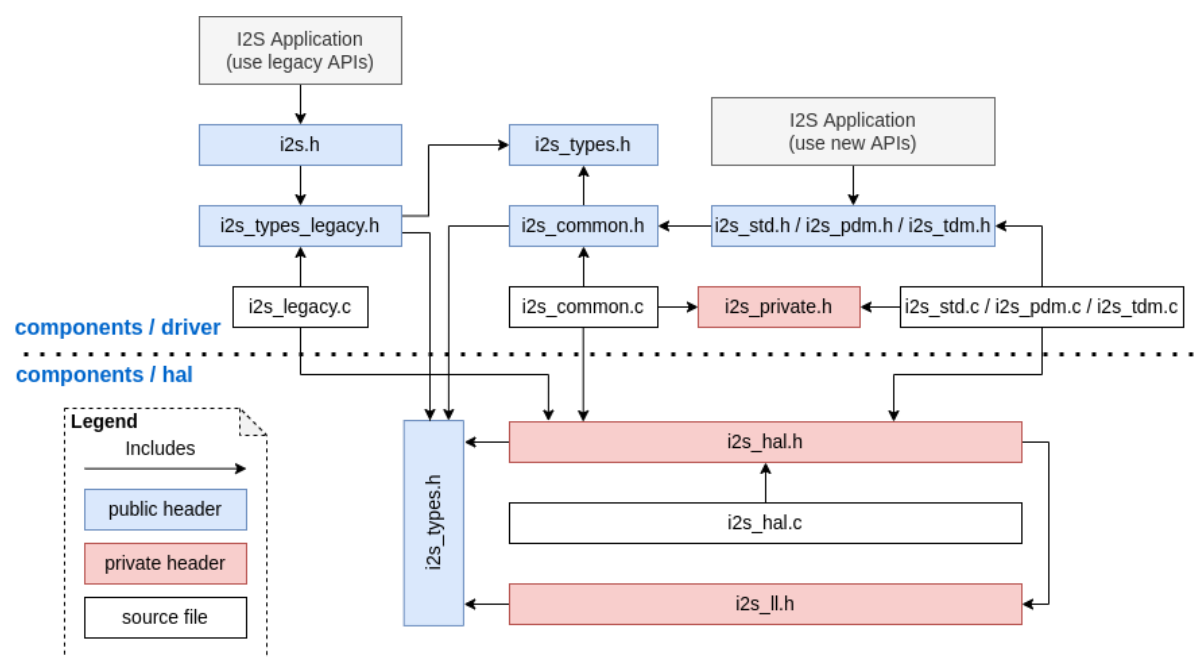 I2S Application
(use legacy APIs)
I2S Application
(use new APIs)
i2s.h
i2s_types.h
i2s_types_legacy.h
i2s_common.h
i2s_std.h / i2s_pdm.h / i2s_tdm.h
i2s_legacy.c
i2s_common.c
i2s_private.h
i2s_std.c / i2s_pdm.c / i2s_tdm.c
components / driver
components / hal
Legend
Includes
public header
private header
source file
i2s_types.h
i2s_hal.h
i2s_hal.c
i2s_ll.h